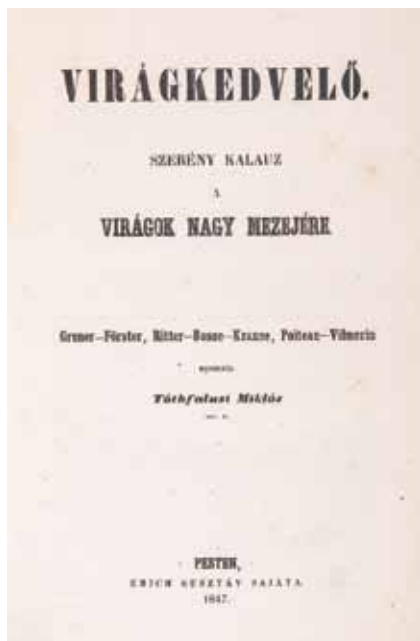 VIRÁGKEDVELŐ.
SZERÉNY KALAUZ
A
VIRÁGOK NAGY MEZEJÉRE
Gruner–Förster, Ritter–Bosse–Krause, Poiteau–Vilmorin
nyomán
Tóthfalusi Miklós
PESTEN,
EMICH GUSZTÁV SAJÁTA.
1847.